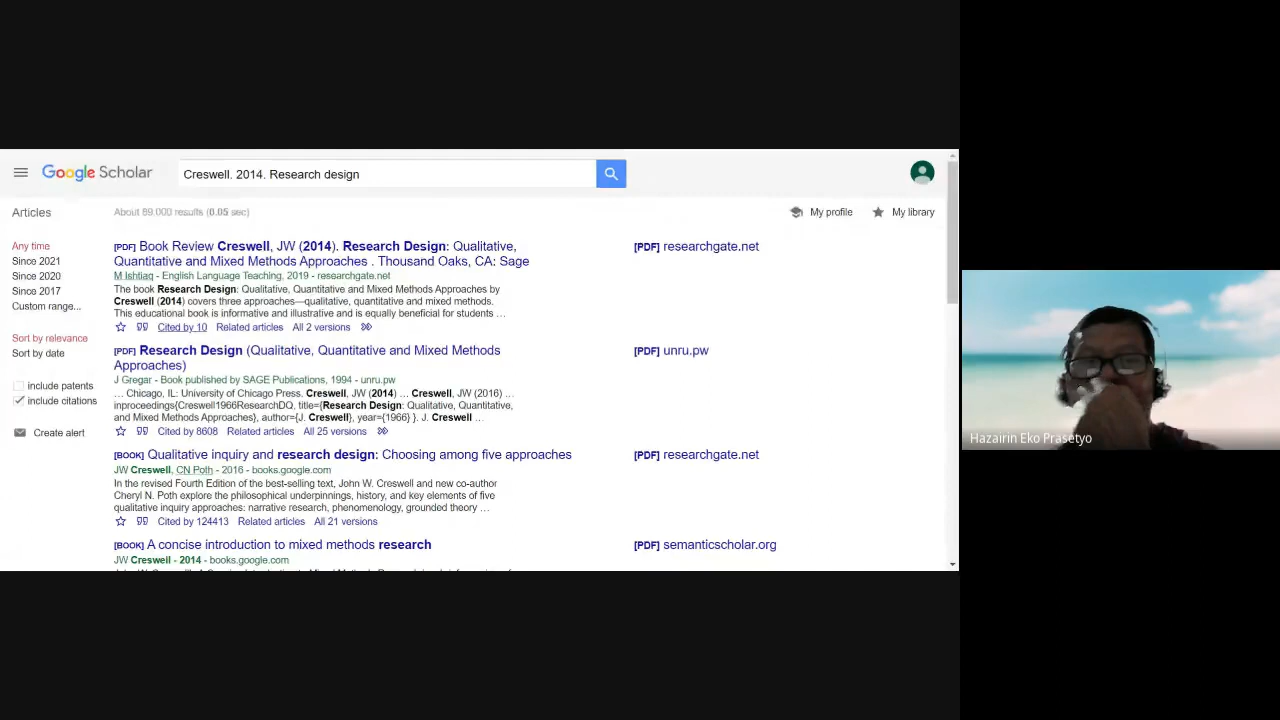 Google Scholar
Creswell. 2014. Research design
Articles
About 89.000 results (0.05 sec)
My profile
My library
Any time
Since 2021
Since 2020
Since 2017
Custom range...
Sort by relevance
Sort by date
include patents
include citations
Create alert
[PDF] Book Review Creswell, JW (2014). Research Design: Qualitative,
Quantitative and Mixed Methods Approaches . Thousand Oaks, CA: Sage
M Ishtiaq - English Language Teaching, 2019 - researchgate.net
The book Research Design: Qualitative, Quantitative and Mixed Methods Approaches by
Creswell (2014) covers three approaches—qualitative, quantitative and mixed methods.
This educational book is informative and illustrative and is equally beneficial for students ...
Cited by 10 Related articles All 2 versions
[PDF] researchgate.net
[PDF] Research Design (Qualitative, Quantitative and Mixed Methods
Approaches)
J Gregar - Book published by SAGE Publications, 1994 - unru.pw
... Chicago, IL: University of Chicago Press. Creswell, JW (2014) ... Creswell, JW (2016) ...
inproceedings{Creswell1966ResearchDQ, title={Research Design: Qualitative, Quantitative,
and Mixed Methods Approaches}, author={J. Creswell}, year={1966} }. J. Creswell ...
Cited by 8608 Related articles All 25 versions
[PDF] unru.pw
[BOOK] Qualitative inquiry and research design: Choosing among five approaches
JW Creswell, CN Poth - 2016 - books.google.com
In the revised Fourth Edition of the best-selling text, John W. Creswell and new co-author
Cheryl N. Poth explore the philosophical underpinnings, history, and key elements of five
qualitative inquiry approaches: narrative research, phenomenology, grounded theory ...
Cited by 124413 Related articles All 21 versions
[PDF] researchgate.net
[BOOK] A concise introduction to mixed methods research
JW Creswell - 2014 - books.google.com
[PDF] semanticscholar.org
Hazairin Eko Prasetyo